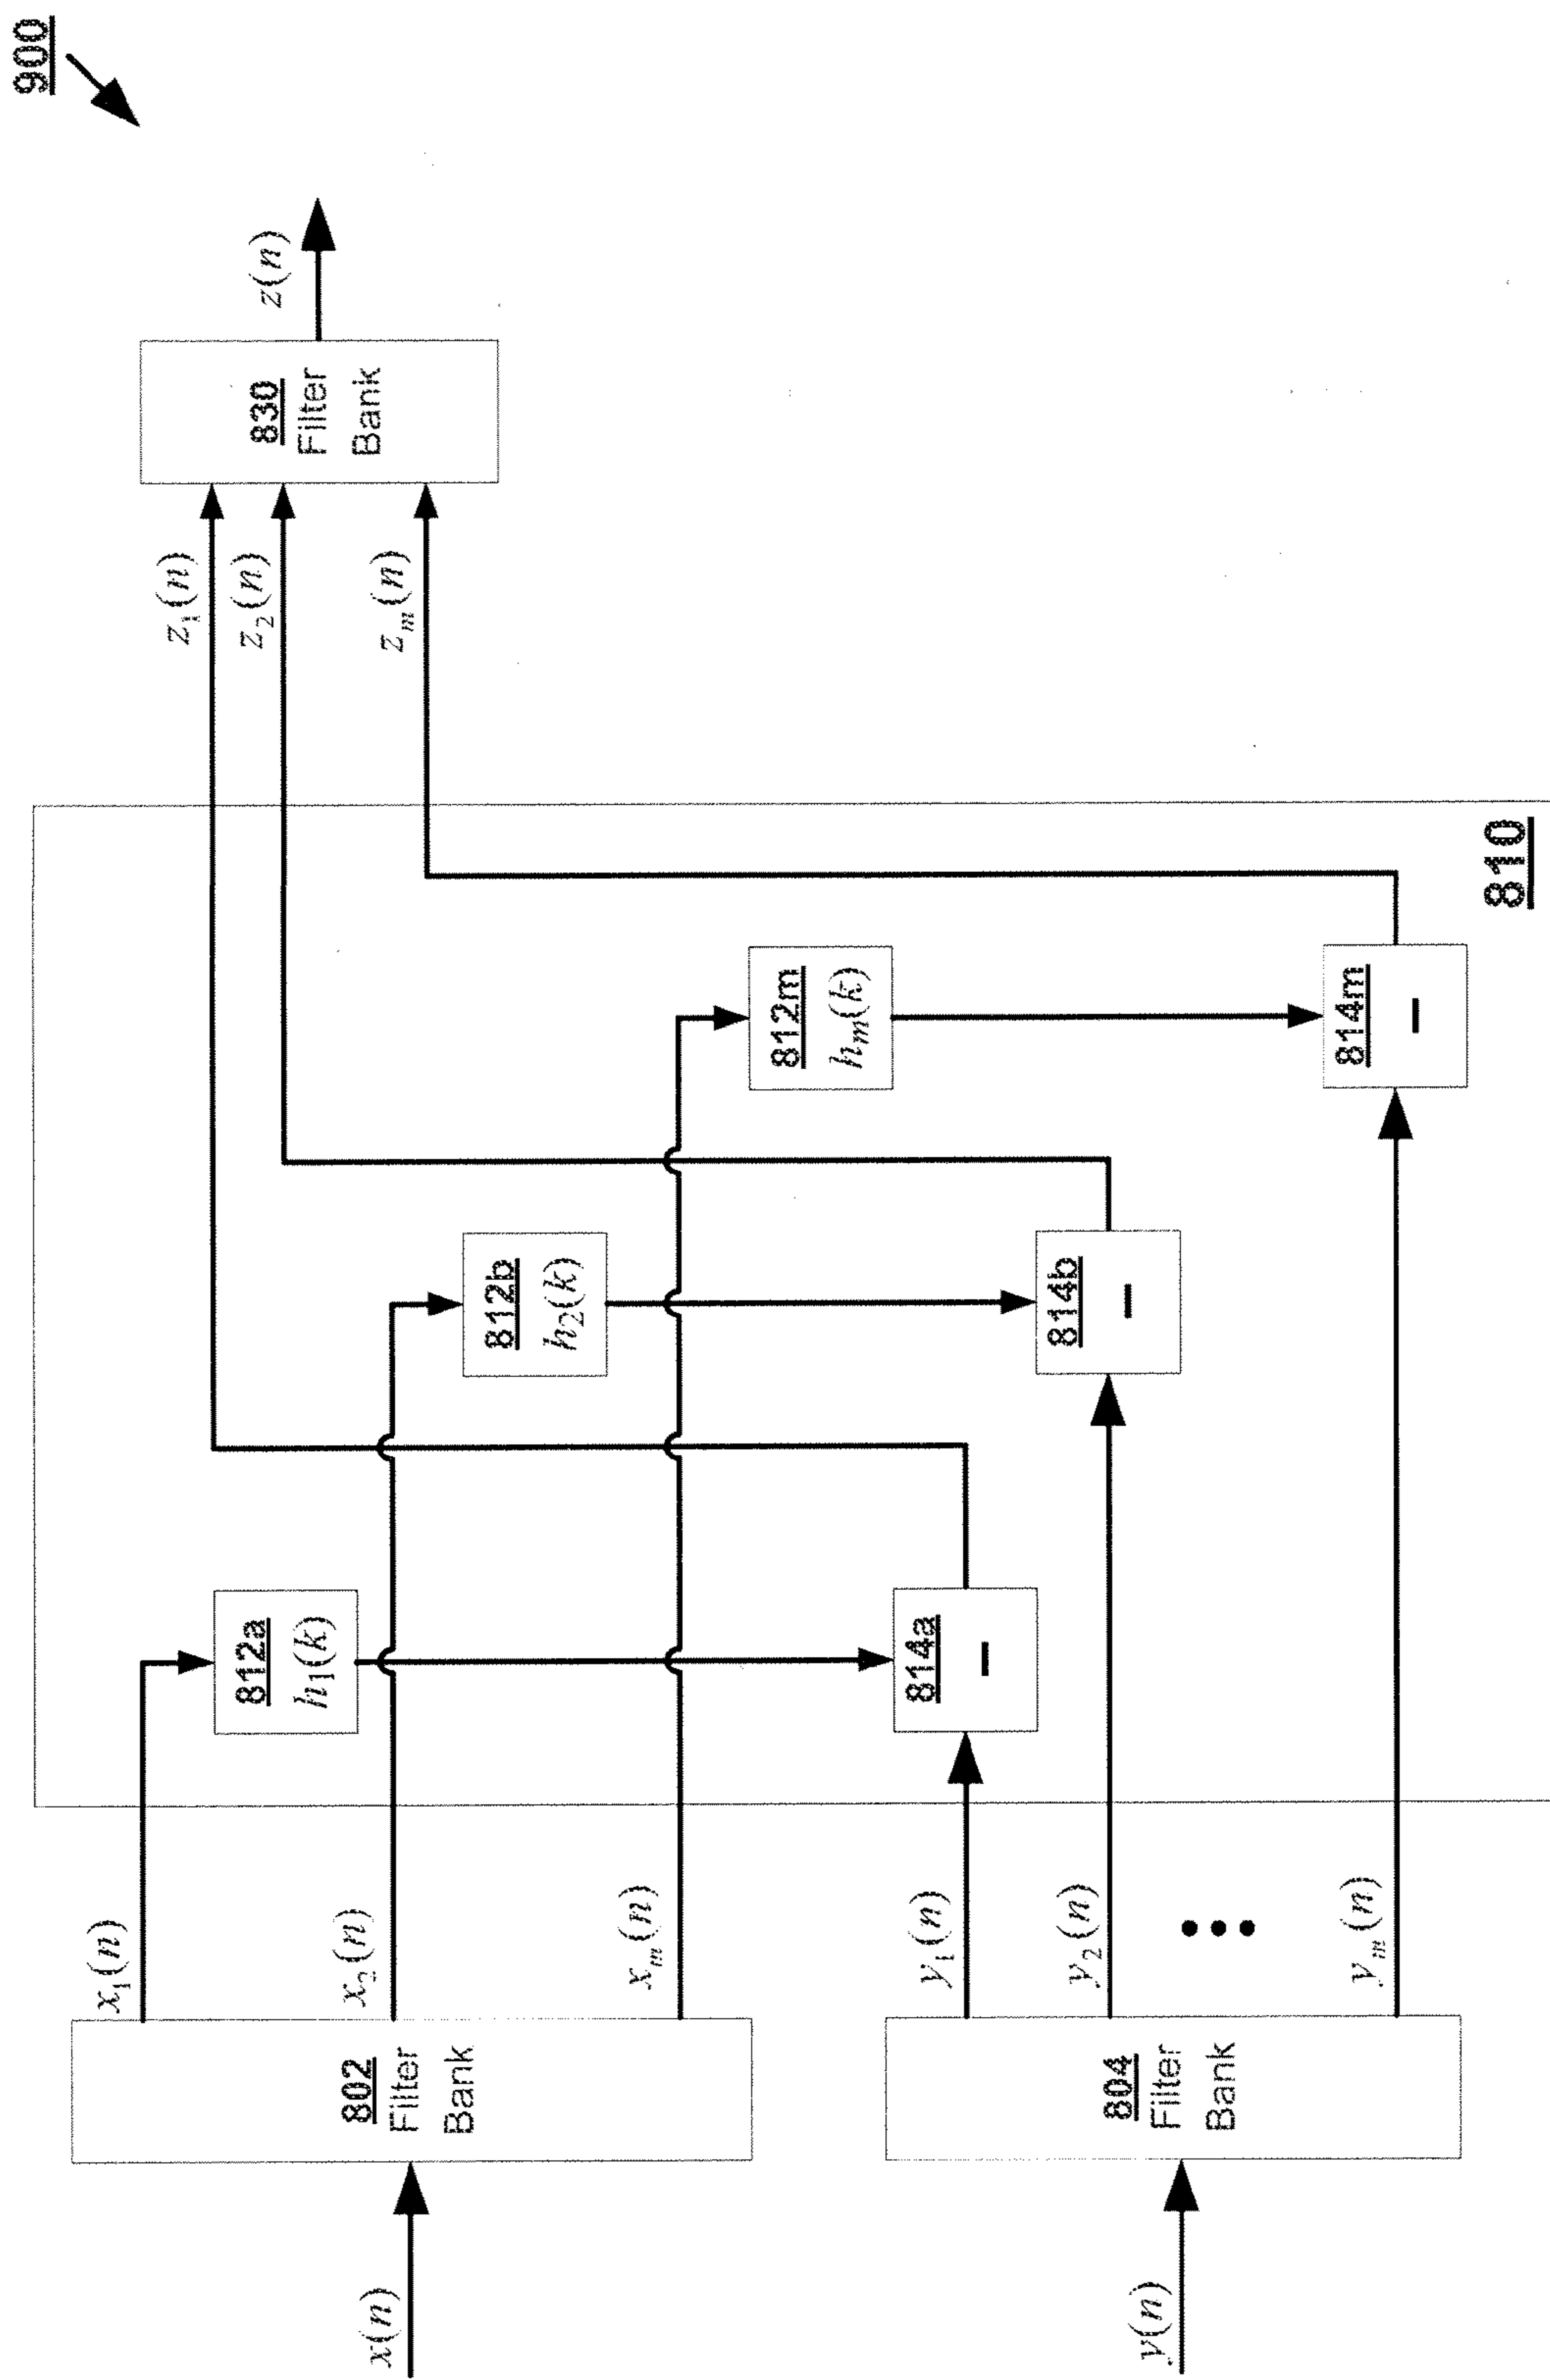 900
x(n)
802
Filter
Bank
x₁(n)
x₂(n)
xₘ(n)
y(n)
804
Filter
Bank
y₁(n)
y₂(n)
•••
yₘ(n)
812a
h₁(k)
812b
h₂(k)
812m
hₘ(k)
814a
–
814b
–
814m
–
810
z₁(n)
z₂(n)
zₘ(n)
830
Filter
Bank
z(n)